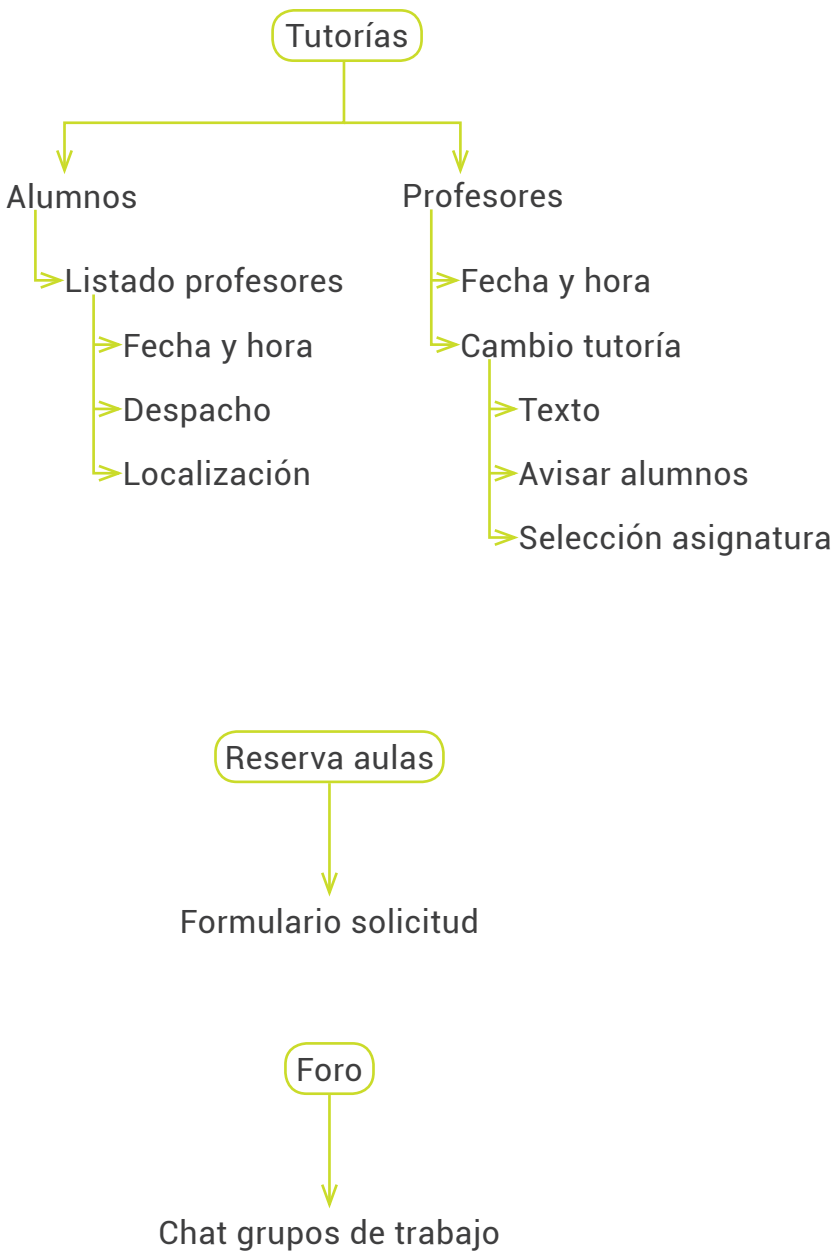 Tutorías
Alumnos
Listado profesores
Fecha y hora
Despacho
Localización
Profesores
Fecha y hora
Cambio tutoría
Texto
Avisar alumnos
Selección asignatura
Reserva aulas
Formulario solicitud
Foro
Chat grupos de trabajo